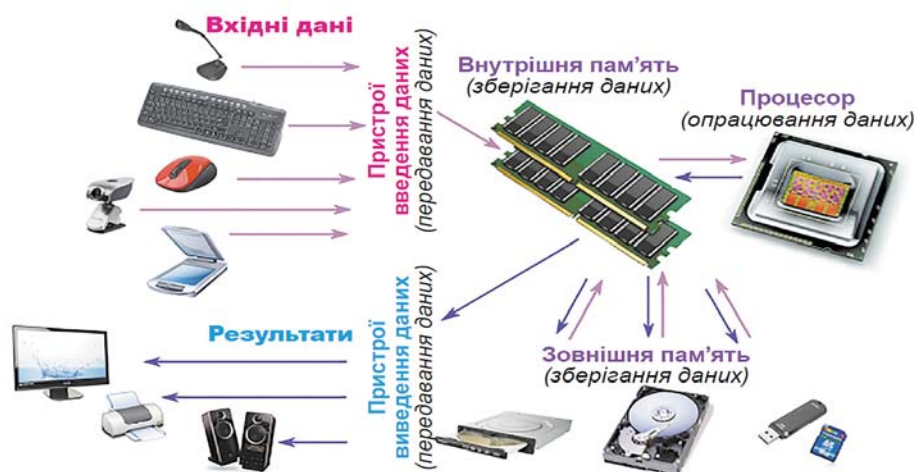 Вхідні дані
Пристрої
введення даних
(передавання даних)
Внутрішня пам'ять
(зберігання даних)
Процесор
(опрацювання даних)
Результати
Пристрої
виведення даних
(передавання даних)
Зовнішня пам'ять
(зберігання даних)